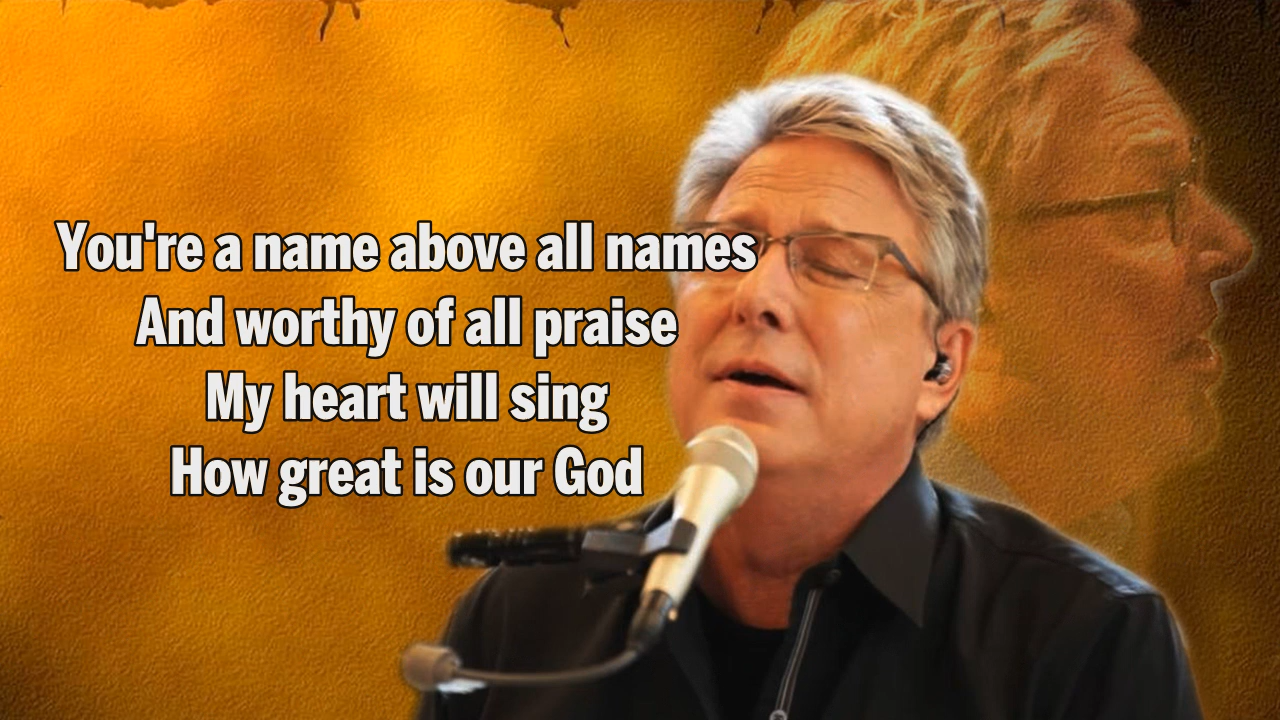 You're a name above all names
And worthy of all praise
My heart will sing
How great is our God